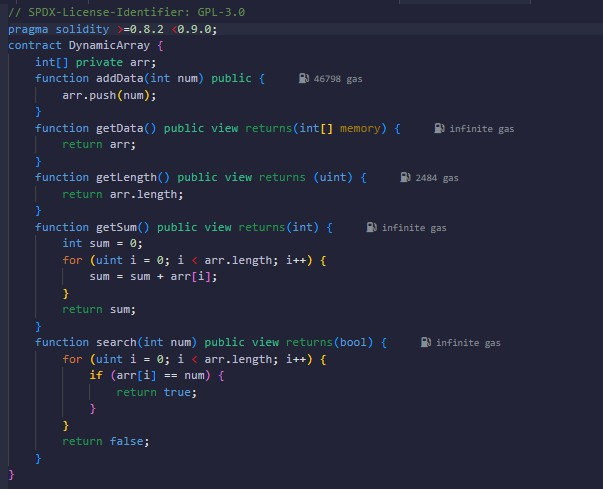 // SPDX-License-Identifier: GPL-3.0
pragma solidity >=0.8.2 <0.9.0;
contract DynamicArray {
    int[] private arr;
    function addData(int num) public { 46798 gas
        arr.push(num);
    }
    function getData() public view returns(int[] memory) { infinite gas
        return arr;
    }
    function getLength() public view returns (uint) { 2484 gas
        return arr.length;
    }
    function getSum() public view returns(int) { infinite gas
        int sum = 0;
        for (uint i = 0; i < arr.length; i++) {
            sum = sum + arr[i];
        }
        return sum;
    }
    function search(int num) public view returns(bool) { infinite gas
        for (uint i = 0; i < arr.length; i++) {
            if (arr[i] == num) {
                return true;
            }
        }
        return false;
    }
}